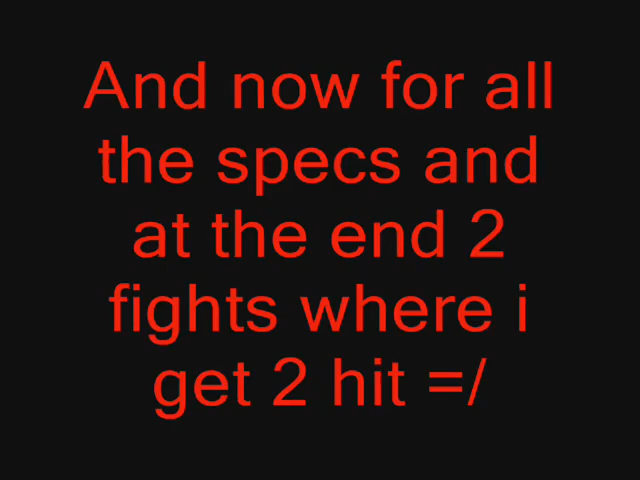 And now for all
the specs and
at the end 2
fights where i
get 2 hit =/